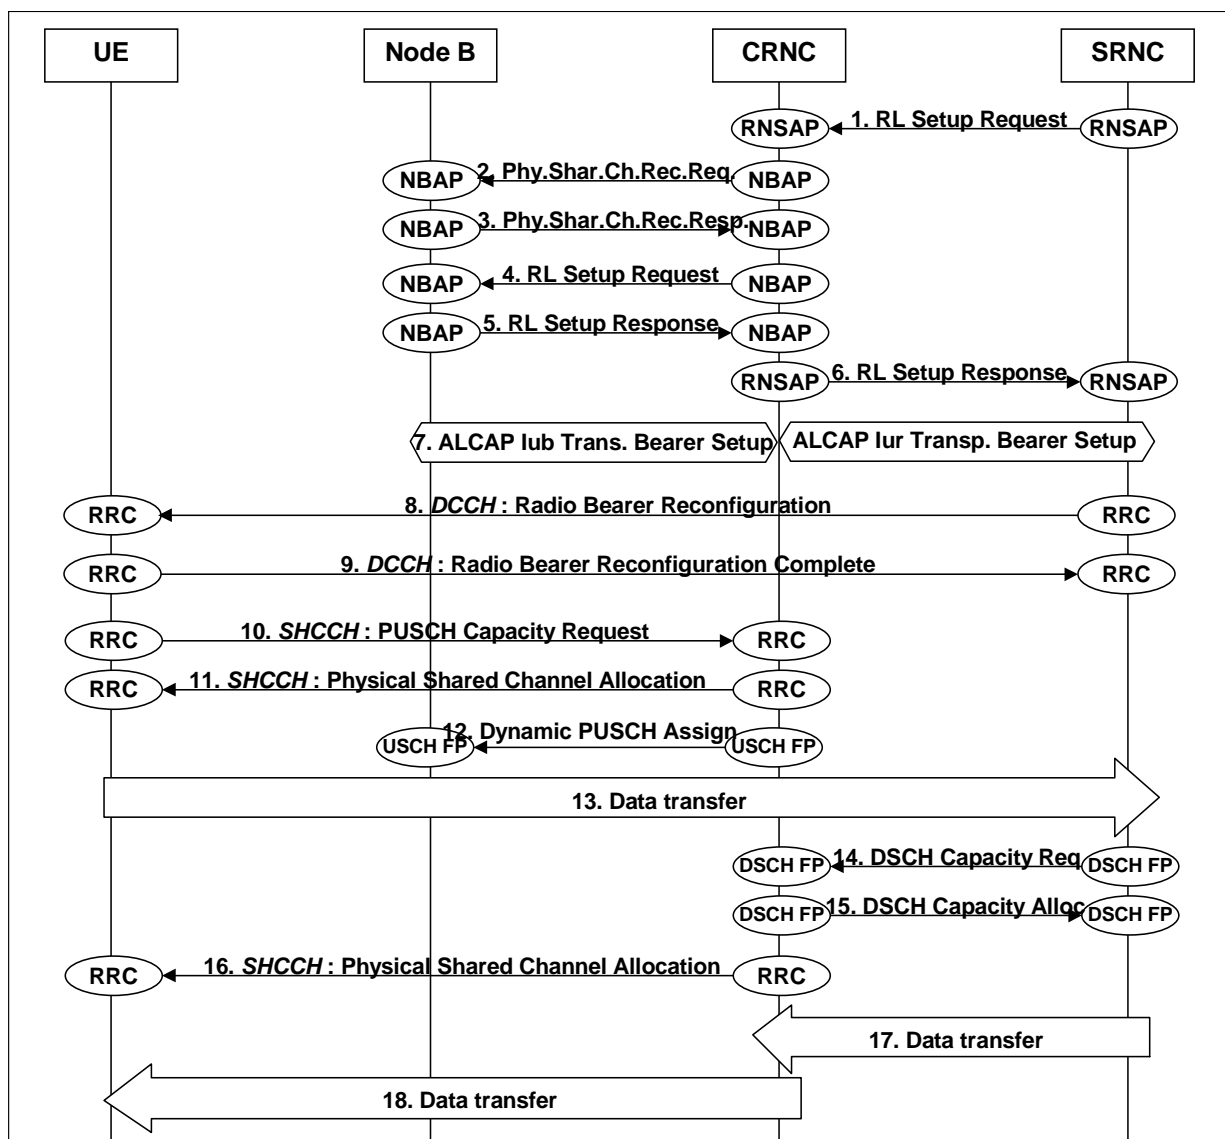 UE Node B CRNC SRNC
RNSAP 1. RL Setup Request RNSAP
NBAP 2. Phy.Shar.Ch.Rec.Req. NBAP
NBAP 3. Phy.Shar.Ch.Rec.Resp. NBAP
NBAP 4. RL Setup Request NBAP
NBAP 5. RL Setup Response NBAP
RNSAP 6. RL Setup Response RNSAP
7. ALCAP Iub Trans. Bearer Setup ALCAP Iur Transp. Bearer Setup
RRC 8. DCCH : Radio Bearer Reconfiguration RRC
RRC 9. DCCH : Radio Bearer Reconfiguration Complete RRC
RRC 10. SHCCH : PUSCH Capacity Request RRC
RRC 11. SHCCH : Physical Shared Channel Allocation RRC
USCH FP 12. Dynamic PUSCH Assign USCH FP
13. Data transfer
DSCH FP 14. DSCH Capacity Req DSCH FP
DSCH FP 15. DSCH Capacity Alloc DSCH FP
RRC 16. SHCCH : Physical Shared Channel Allocation RRC
17. Data transfer
18. Data transfer